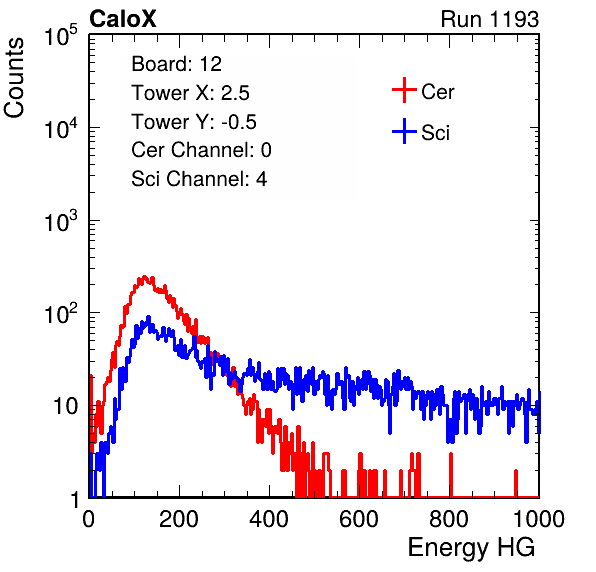 CaloX Run 1193
Counts
Board: 12
Tower X: 2.5
Tower Y: -0.5
Cer Channel: 0
Sci Channel: 4
Cer
Sci
10^5
10^4
10^3
10^2
10
1
0 200 400 600 800 1000
Energy HG